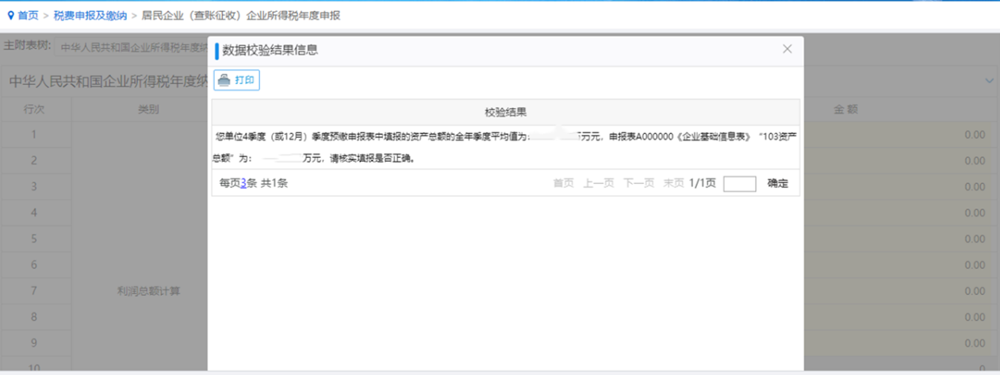 首页 > 税费申报及缴纳 > 居民企业（查账征收）企业所得税年度申报
主附表树: 中华人民共和国企业所得税年度纳
数据校验结果信息
打印
中华人民共和国企业所得税年度纳
行次 类别 金额
校验结果
您单位4季度（或12月）季度预缴申报表中填报的资产总额的全年季度平均值为: 万元，申报表A000000《企业基础信息表》“103资产
总额”为: 万元，请核实填报是否正确。
每页3条 共1条 首页 上一页 下一页 末页 1/1页 确定
1 0.00
2 0.00
3 0.00
4 0.00
5 0.00
6 0.00
7 利润总额计算 0.00
8 0.00
9 0.00
10 0